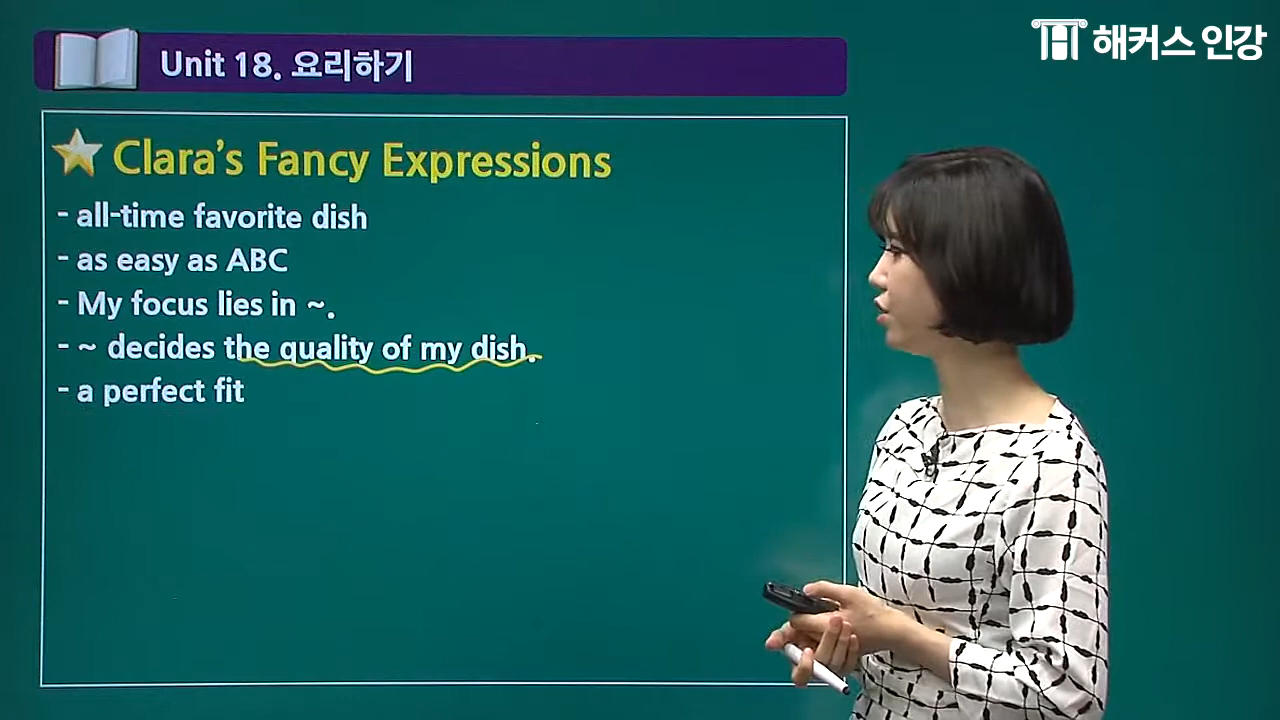 해커스 인강
Unit 18. 요리하기
Clara's Fancy Expressions
- all-time favorite dish
- as easy as ABC
- My focus lies in ~.
- ~ decides the quality of my dish.
- a perfect fit